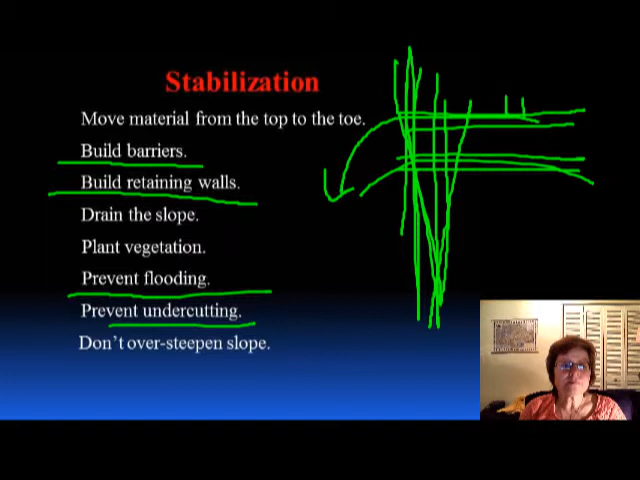 Stabilization
Move material from the top to the toe.
Build barriers.
Build retaining walls.
Drain the slope.
Plant vegetation.
Prevent flooding.
Prevent undercutting.
Don't over-steepen slope.